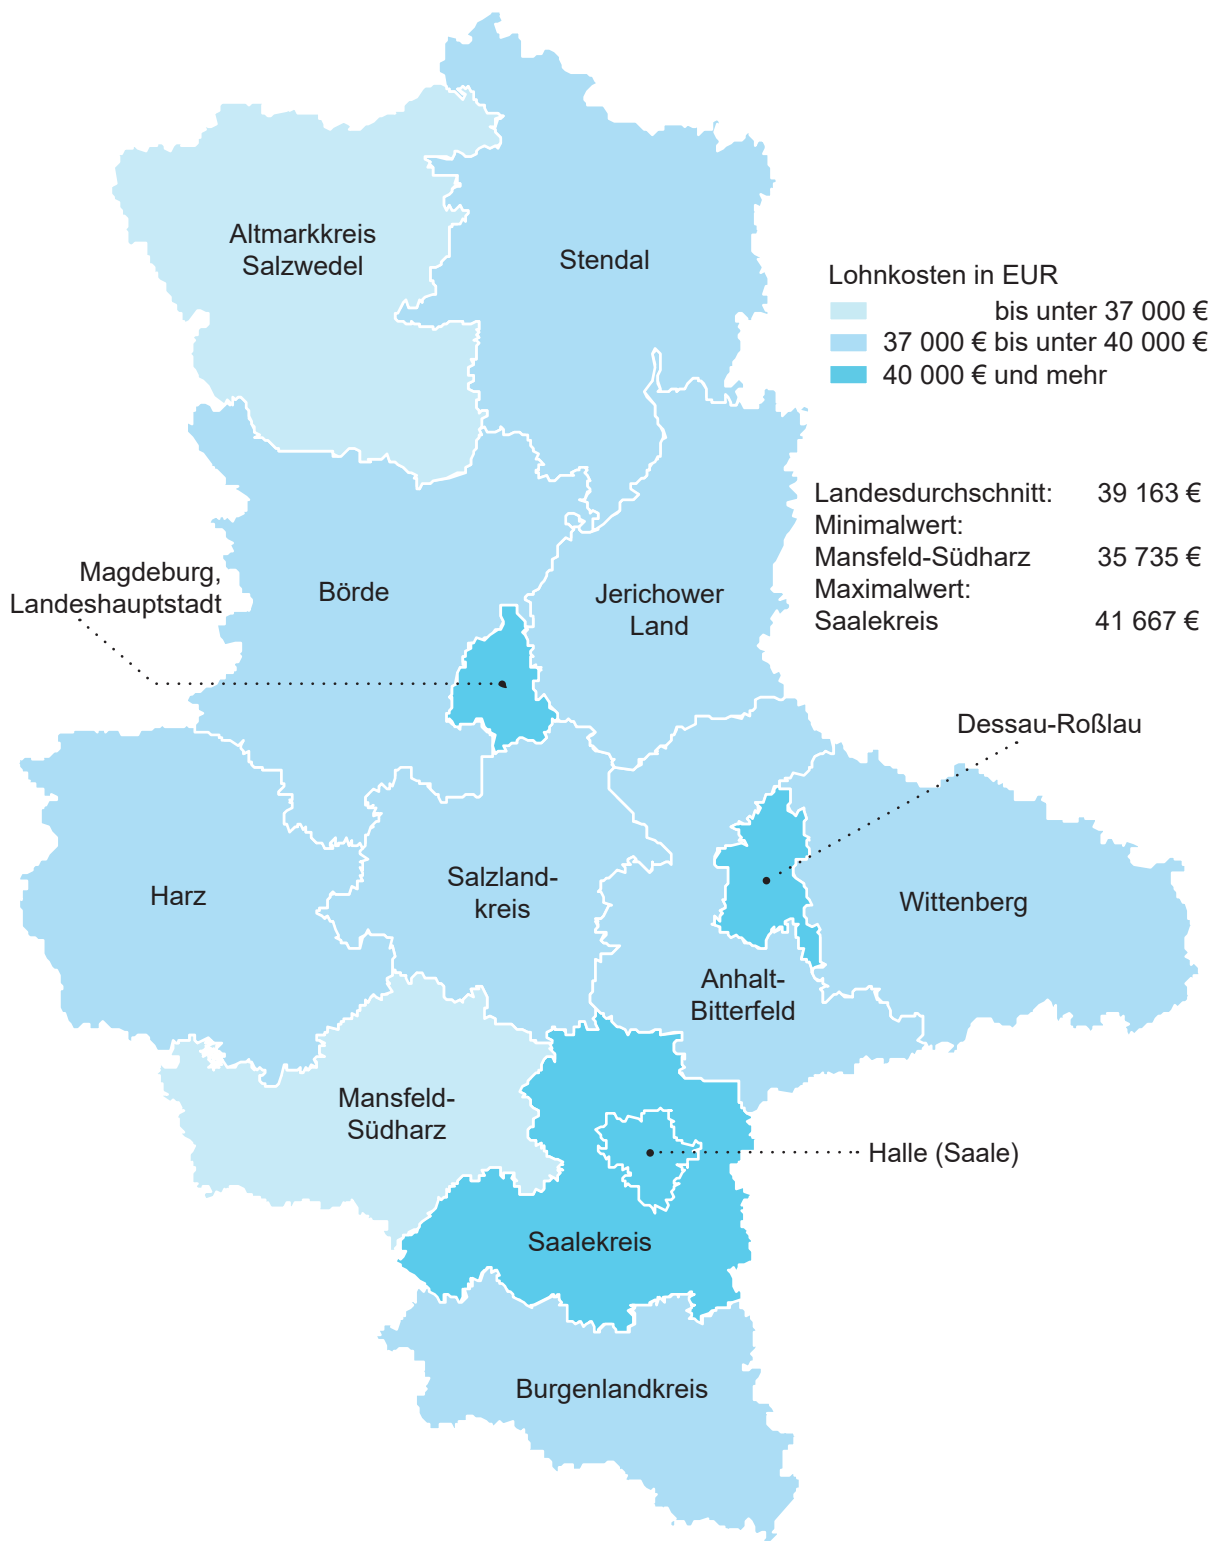 Altmarkkreis
Salzwedel
Stendal
Lohnkosten in EUR
bis unter 37 000 €
37 000 € bis unter 40 000 €
40 000 € und mehr
Landesdurchschnitt: 39 163 €
Minimalwert:
Mansfeld-Südharz 35 735 €
Maximalwert:
Saalekreis 41 667 €
Magdeburg,
Landeshauptstadt
Börde
Jerichower
Land
Dessau-Roßlau
Harz
Salzland-
kreis
Wittenberg
Anhalt-
Bitterfeld
Mansfeld-
Südharz
Halle (Saale)
Saalekreis
Burgenlandkreis